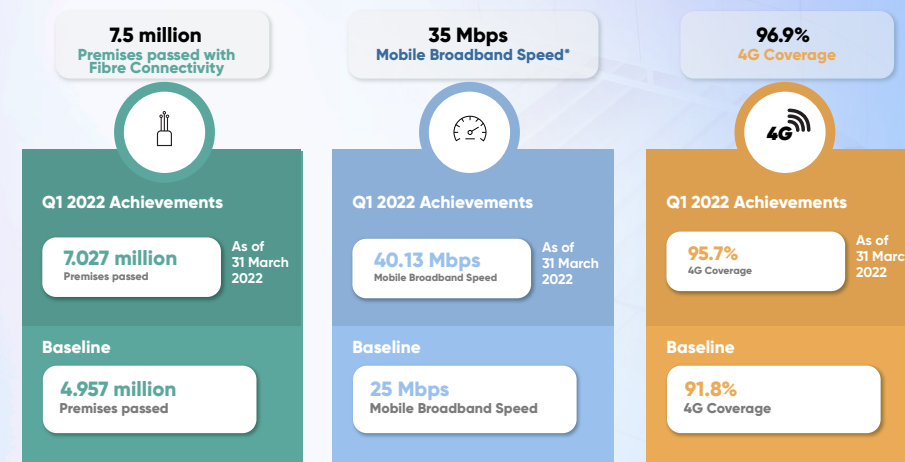 7.5 million
Premises passed with
Fibre Connectivity
35 Mbps
Mobile Broadband Speed*
96.9%
4G Coverage
4G
Q1 2022 Achievements
7.027 million
Premises passed
As of
31 March
2022
Baseline
4.957 million
Premises passed
Q1 2022 Achievements
40.13 Mbps
Mobile Broadband Speed
As of
31 March
2022
Baseline
25 Mbps
Mobile Broadband Speed
Q1 2022 Achievements
95.7%
4G Coverage
As of
31 Marc
2022
Baseline
91.8%
4G Coverage